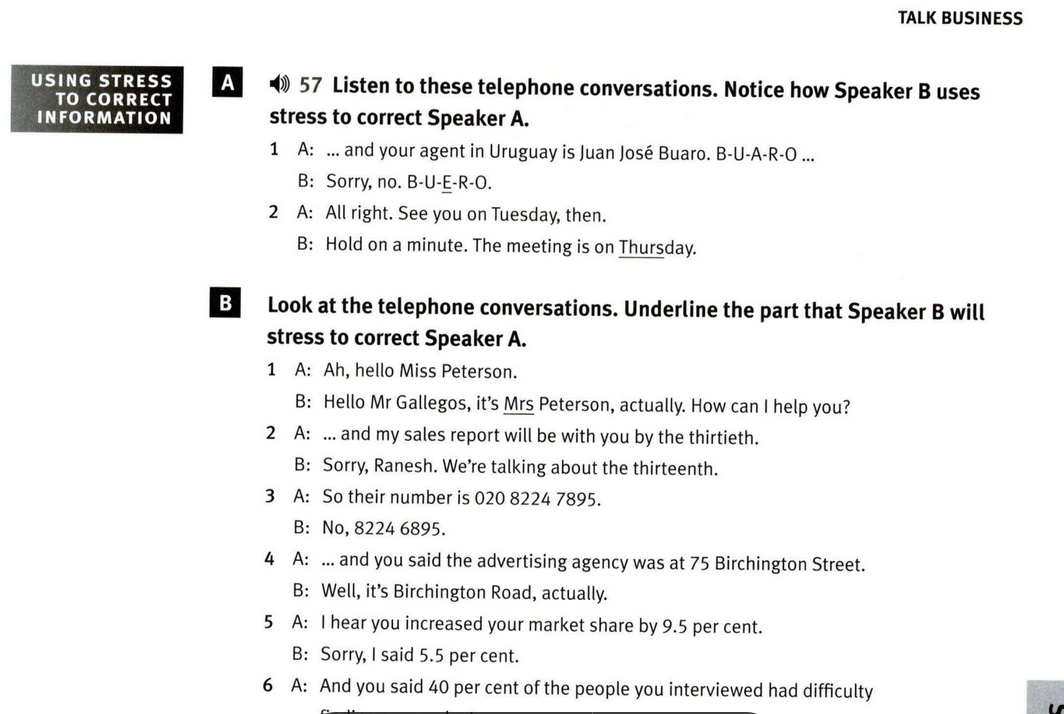 TALK BUSINESS
USING STRESS
TO CORRECT
INFORMATION
A
57 Listen to these telephone conversations. Notice how Speaker B uses
stress to correct Speaker A.
1 A: ... and your agent in Uruguay is Juan José Buaro. B-U-A-R-O ...
B: Sorry, no. B-U-E-R-O.
2 A: All right. See you on Tuesday, then.
B: Hold on a minute. The meeting is on Thursday.
B
Look at the telephone conversations. Underline the part that Speaker B will
stress to correct Speaker A.
1 A: Ah, hello Miss Peterson.
B: Hello Mr Gallegos, it's Mrs Peterson, actually. How can I help you?
2 A: ... and my sales report will be with you by the thirtieth.
B: Sorry, Ranesh. We're talking about the thirteenth.
3 A: So their number is 020 8224 7895.
B: No, 8224 6895.
4 A: ... and you said the advertising agency was at 75 Birchington Street.
B: Well, it's Birchington Road, actually.
5 A: I hear you increased your market share by 9.5 per cent.
B: Sorry, I said 5.5 per cent.
6 A: And you said 40 per cent of the people you interviewed had difficulty